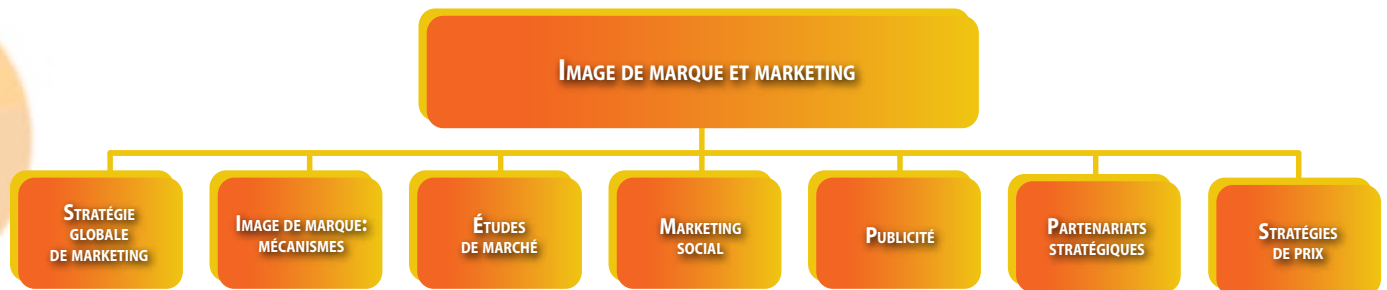 IMAGE DE MARQUE ET MARKETING
STRATÉGIE
GLOBALE
DE MARKETING
IMAGE DE MARQUE:
MÉCANISMES
ÉTUDES
DE MARCHÉ
MARKETING
SOCIAL
PUBLICITÉ
PARTENARIATS
STRATÉGIQUES
STRATÉGIES
DE PRIX